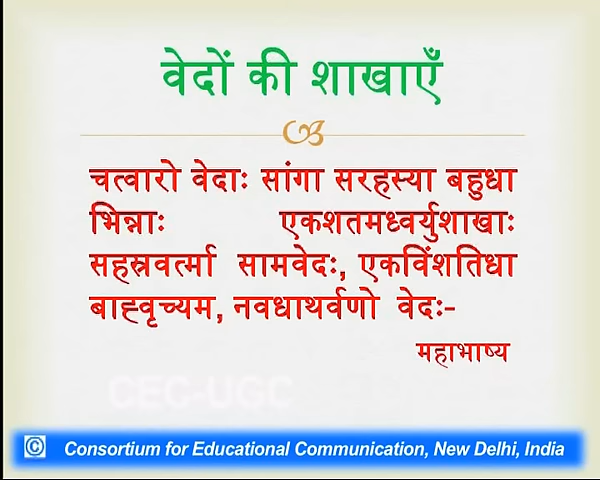 वेदों की शाखाएँ
चत्वारो वेदाः सांगा सरहस्या बहुधा
भिन्नाः एकशतमध्वर्युशाखाः
सहस्रवर्त्मा सामवेदः, एकविंशतिधा
बाह्वृच्यम, नवधाथर्वणो वेदः-
महाभाष्य
CEC-UGC
© Consortium for Educational Communication, New Delhi, India